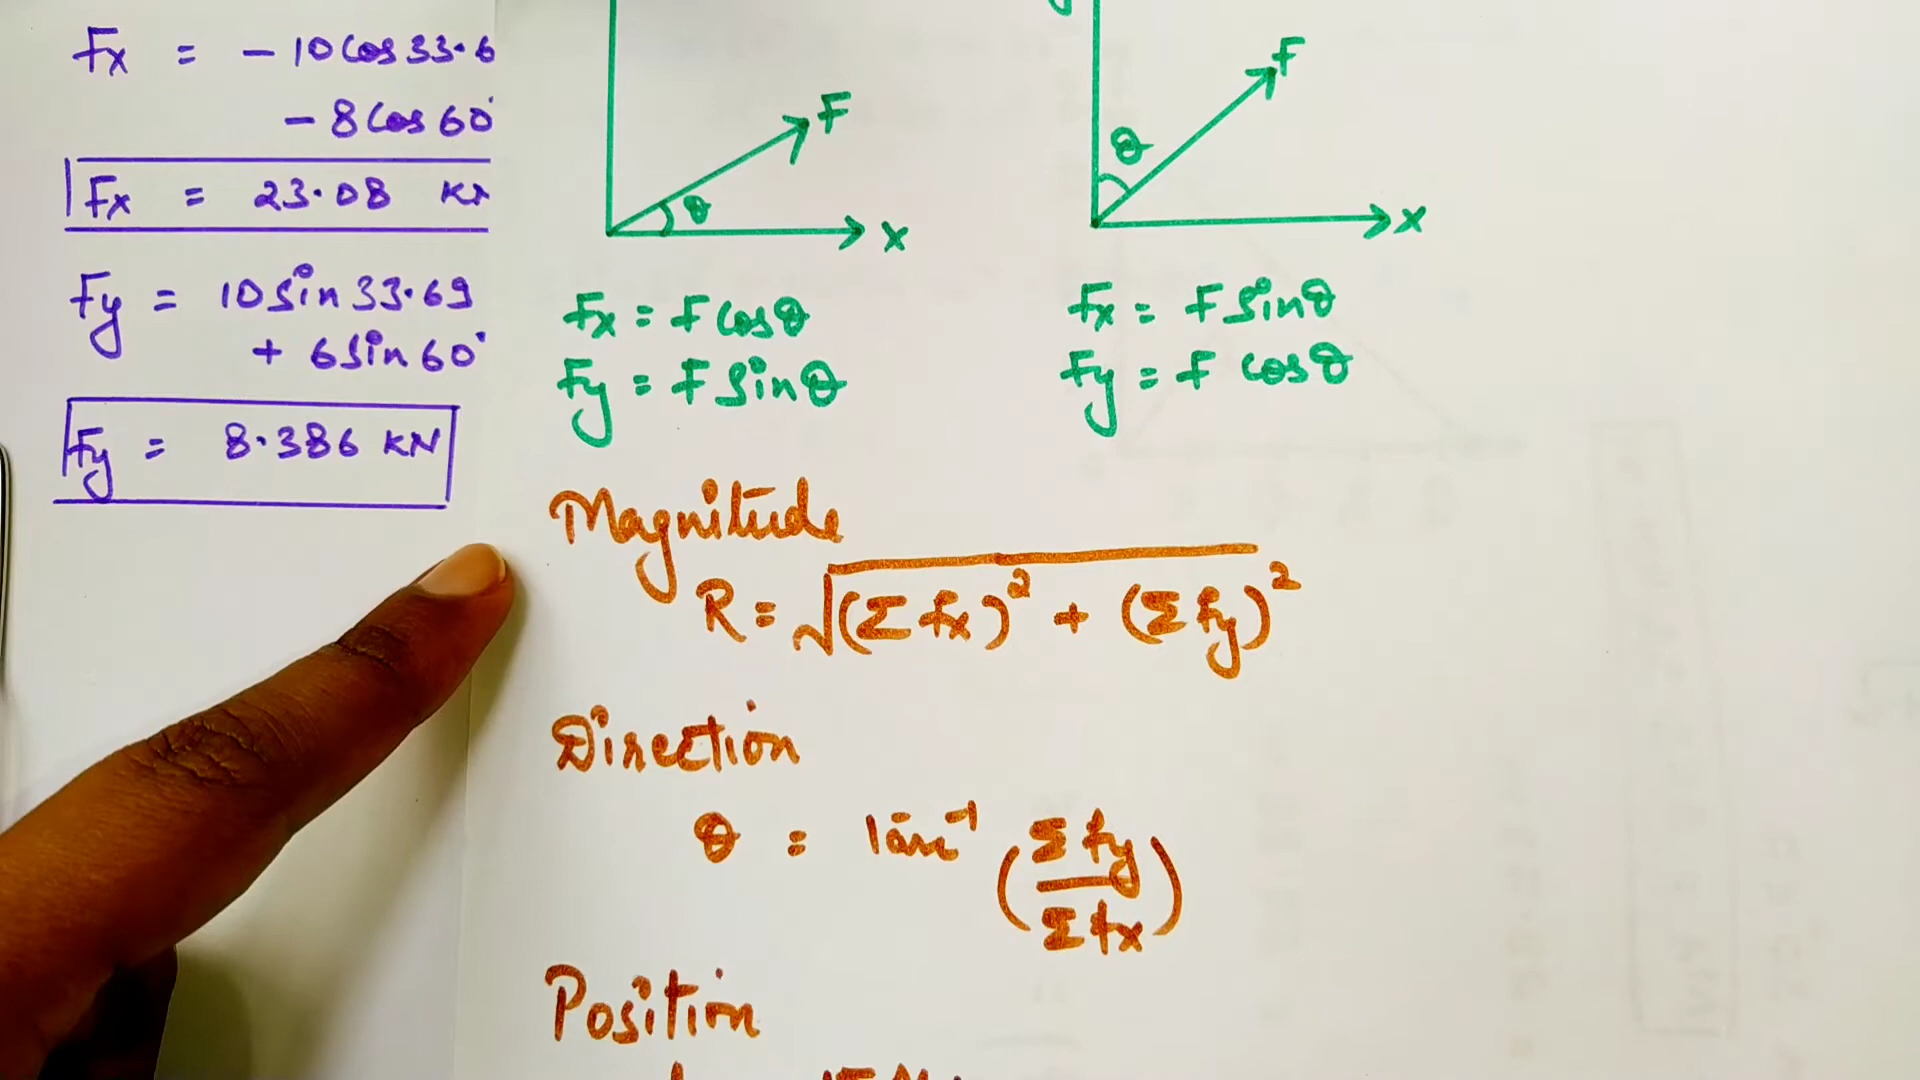 Fx = - 10 cos 33.6
- 8 cos 60°
Fx = 23.08 KN
Fy = 10 sin 33.69
+ 6 sin 60°
Fy = 8.386 KN
F
θ
x
Fx = F cosθ
Fy = F sinθ
F
θ
x
Fx = F sinθ
Fy = F cosθ
Magnitude
R = √(Σfx)² + (Σfy)²
Direction
θ = tan⁻¹ (Σfy / Σfx)
Position